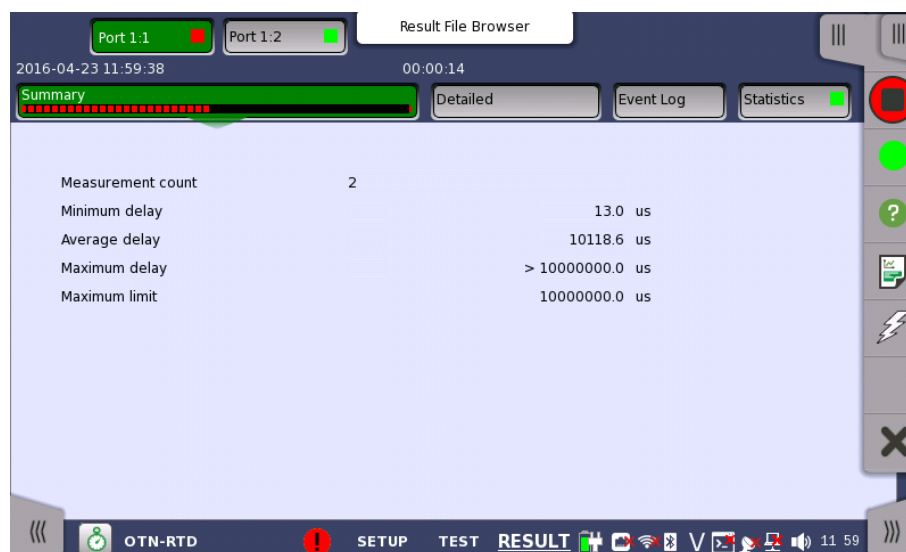 Port 1:1
Port 1:2
Result File Browser
2016-04-23 11:59:38
00:00:14
Summary
Detailed
Event Log
Statistics
Measurement count 2
Minimum delay 13.0 us
Average delay 10118.6 us
Maximum delay > 10000000.0 us
Maximum limit 10000000.0 us
OTN-RTD
SETUP
TEST
RESULT
V
11 59